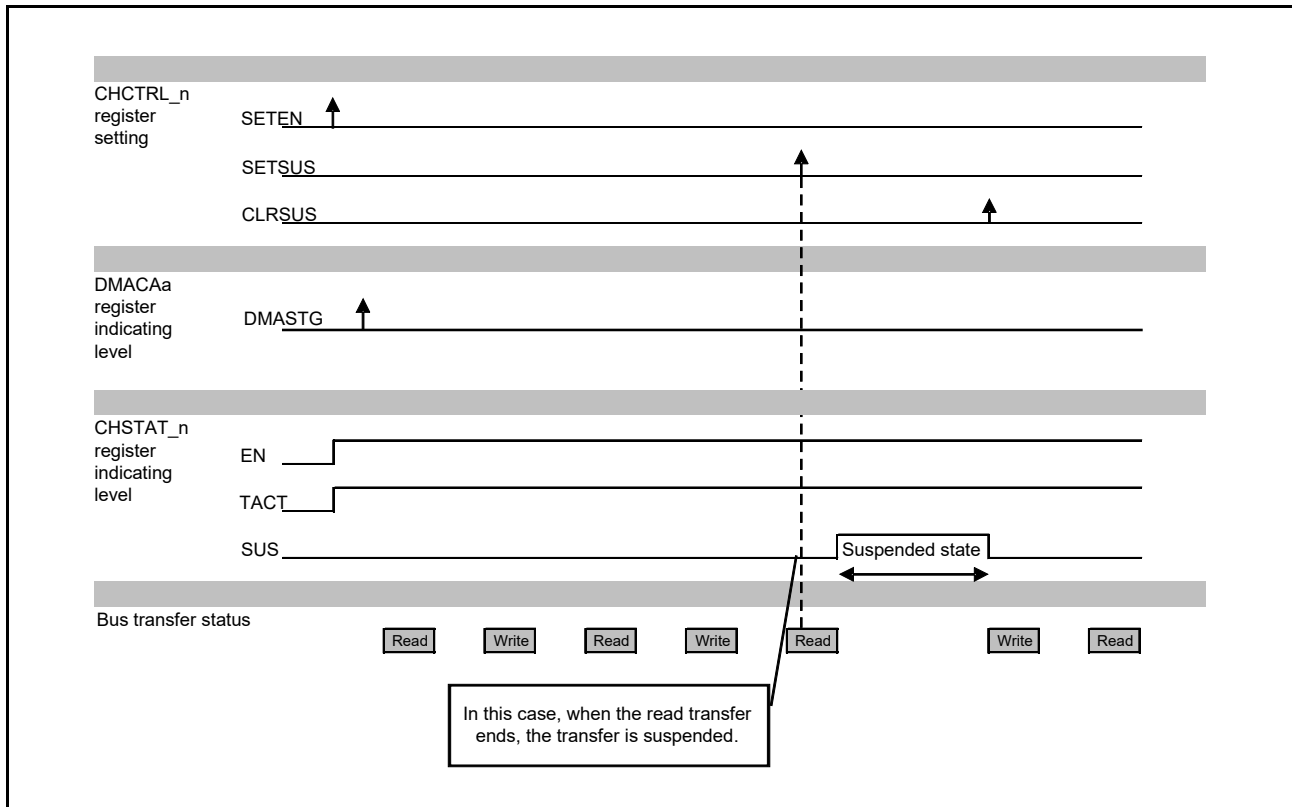 CHCTRL_n
register
setting
SETEN
SETSUS
CLRSUS
DMACAa
register
indicating
level
DMASTG
CHSTAT_n
register
indicating
level
EN
TACT
SUS
Suspended state
Bus transfer status
Read Write Read Write Read Write Read
In this case, when the read transfer
ends, the transfer is suspended.